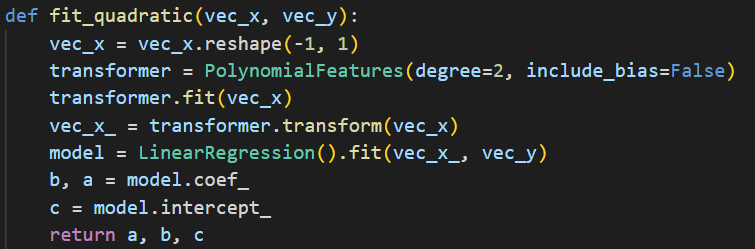 def fit_quadratic(vec_x, vec_y):
    vec_x = vec_x.reshape(-1, 1)
    transformer = PolynomialFeatures(degree=2, include_bias=False)
    transformer.fit(vec_x)
    vec_x_ = transformer.transform(vec_x)
    model = LinearRegression().fit(vec_x_, vec_y)
    b, a = model.coef_
    c = model.intercept_
    return a, b, c